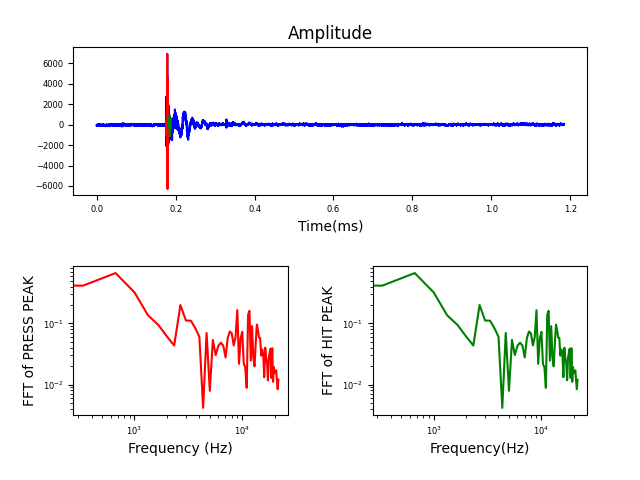 Amplitude
6000
4000
2000
0
−2000
−4000
−6000
0.0 0.2 0.4 0.6 0.8 1.0 1.2
Time(ms)
FFT of PRESS PEAK
10⁻¹
10⁻²
10³ 10⁴
Frequency (Hz)
FFT of HIT PEAK
10⁻¹
10⁻²
10³ 10⁴
Frequency(Hz)